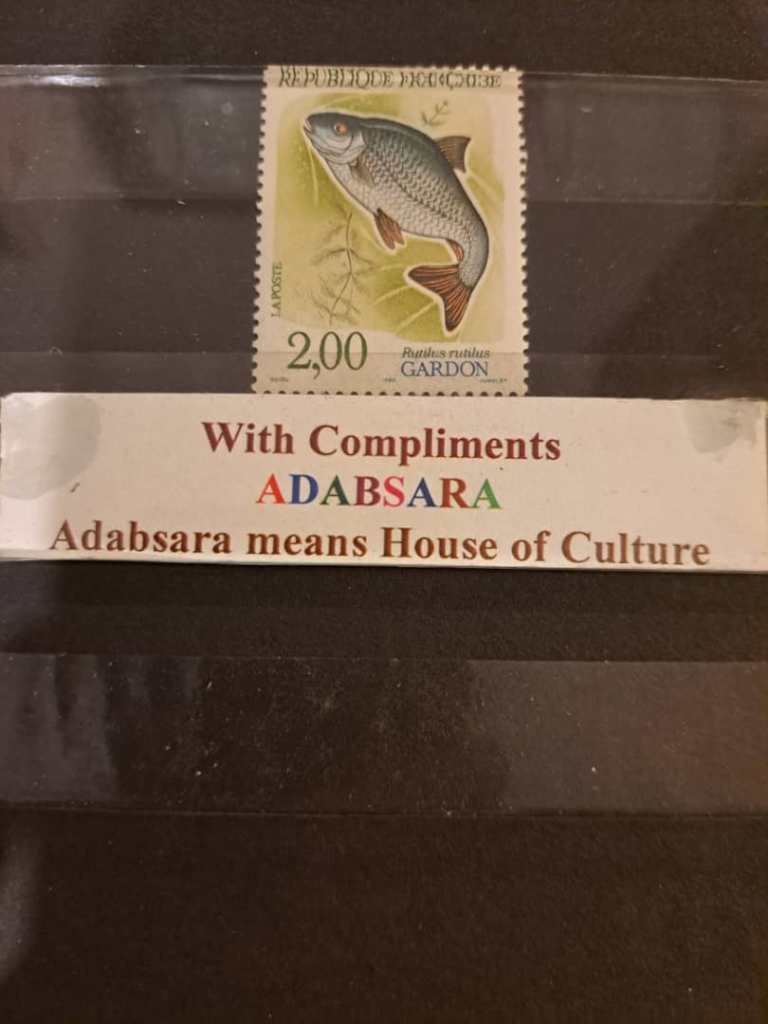 REPUBLIQUE FRANÇAISE
LA POSTE
2,00
Rutilus rutilus
GARDON
With Compliments
ADABSARA
Adabsara means House of Culture